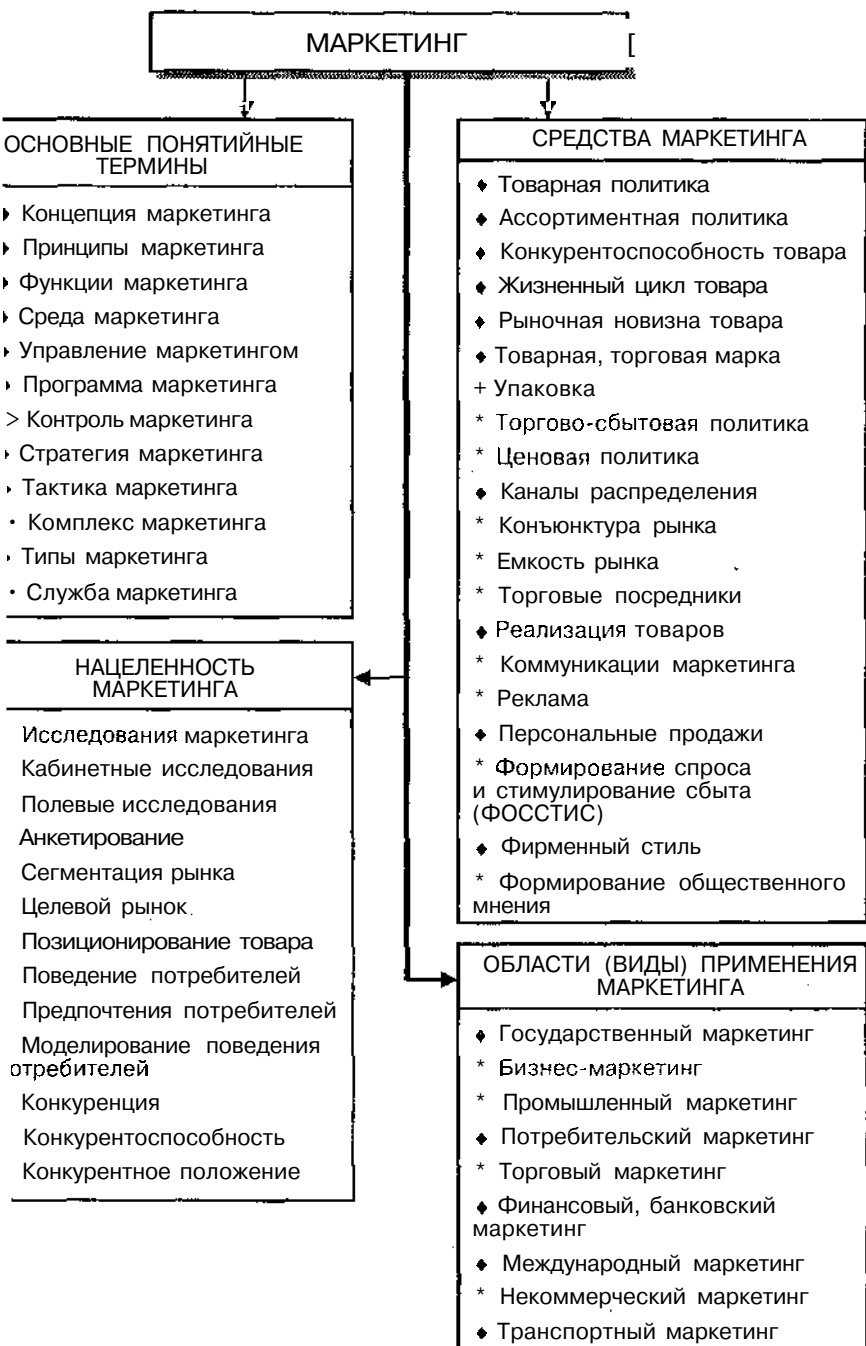 МАРКЕТИНГ [
ОСНОВНЫЕ ПОНЯТИЙНЫЕ
ТЕРМИНЫ
Концепция маркетинга
Принципы маркетинга
Функции маркетинга
Среда маркетинга
Управление маркетингом
Программа маркетинга
> Контроль маркетинга
Стратегия маркетинга
Тактика маркетинга
• Комплекс маркетинга
Типы маркетинга
• Служба маркетинга
НАЦЕЛЕННОСТЬ
МАРКЕТИНГА
Исследования маркетинга
Кабинетные исследования
Полевые исследования
Анкетирование
Сегментация рынка
Целевой рынок
Позиционирование товара
Поведение потребителей
Предпочтения потребителей
Моделирование поведения
отребителей
Конкуренция
Конкурентоспособность
Конкурентное положение
СРЕДСТВА МАРКЕТИНГА
♦ Товарная политика
♦ Ассортиментная политика
♦ Конкурентоспособность товара
♦ Жизненный цикл товара
♦ Рыночная новизна товара
♦ Товарная, торговая марка
+ Упаковка
* Торгово-сбытовая политика
* Ценовая политика
♦ Каналы распределения
* Конъюнктура рынка
* Емкость рынка
* Торговые посредники
♦ Реализация товаров
* Коммуникации маркетинга
* Реклама
♦ Персональные продажи
* Формирование спроса
и стимулирование сбыта
(ФОССТИС)
♦ Фирменный стиль
* Формирование общественного
мнения
ОБЛАСТИ (ВИДЫ) ПРИМЕНЕНИЯ
МАРКЕТИНГА
♦ Государственный маркетинг
* Бизнес-маркетинг
* Промышленный маркетинг
♦ Потребительский маркетинг
* Торговый маркетинг
♦ Финансовый, банковский
маркетинг
♦ Международный маркетинг
* Некоммерческий маркетинг
♦ Транспортный маркетинг